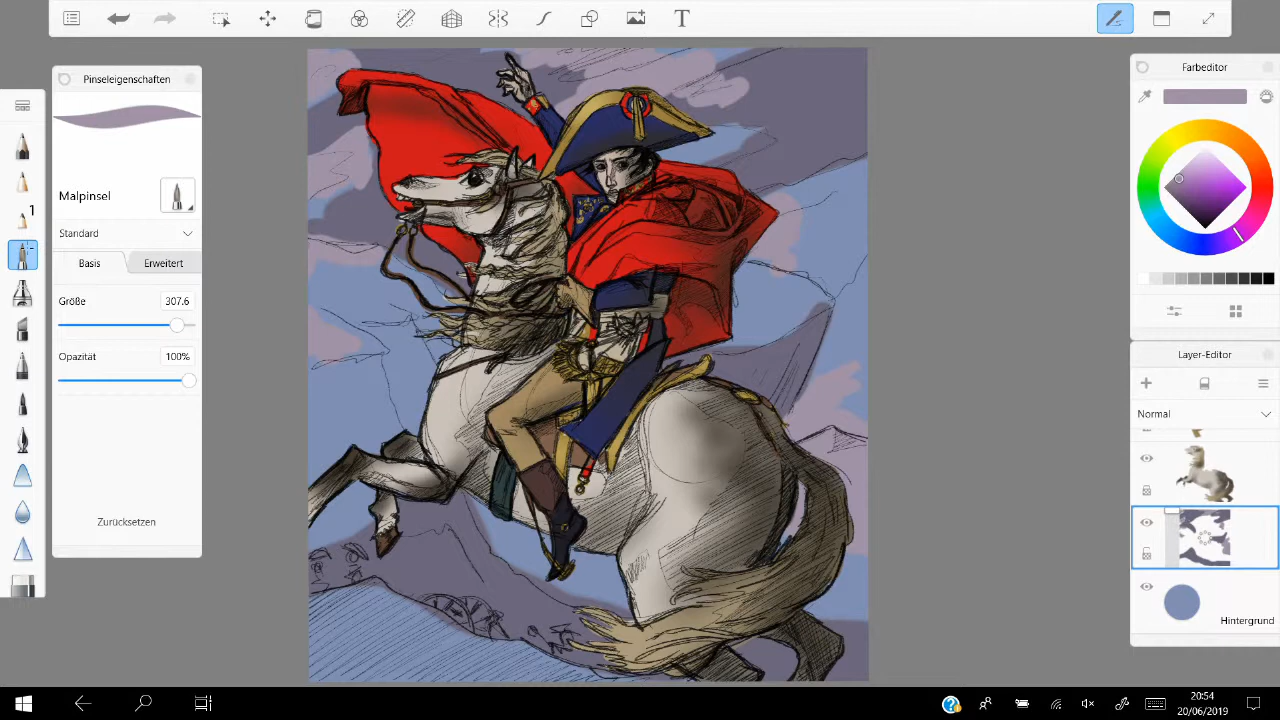 T
Pinseleigenschaften
Malpinsel
Standard
Basis
Erweitert
Größe
307.6
Opazität
100%
Zurücksetzen
1
Farbeditor
Layer-Editor
Normal
Hintergrund
20:54
20/06/2019